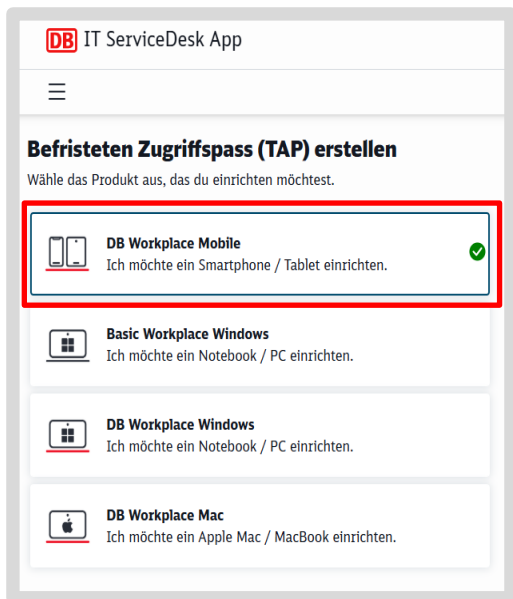 DB IT ServiceDesk App
Befristeten Zugriffspass (TAP) erstellen
Wähle das Produkt aus, das du einrichten möchtest.
DB Workplace Mobile
Ich möchte ein Smartphone / Tablet einrichten.
Basic Workplace Windows
Ich möchte ein Notebook / PC einrichten.
DB Workplace Windows
Ich möchte ein Notebook / PC einrichten.
DB Workplace Mac
Ich möchte ein Apple Mac / MacBook einrichten.